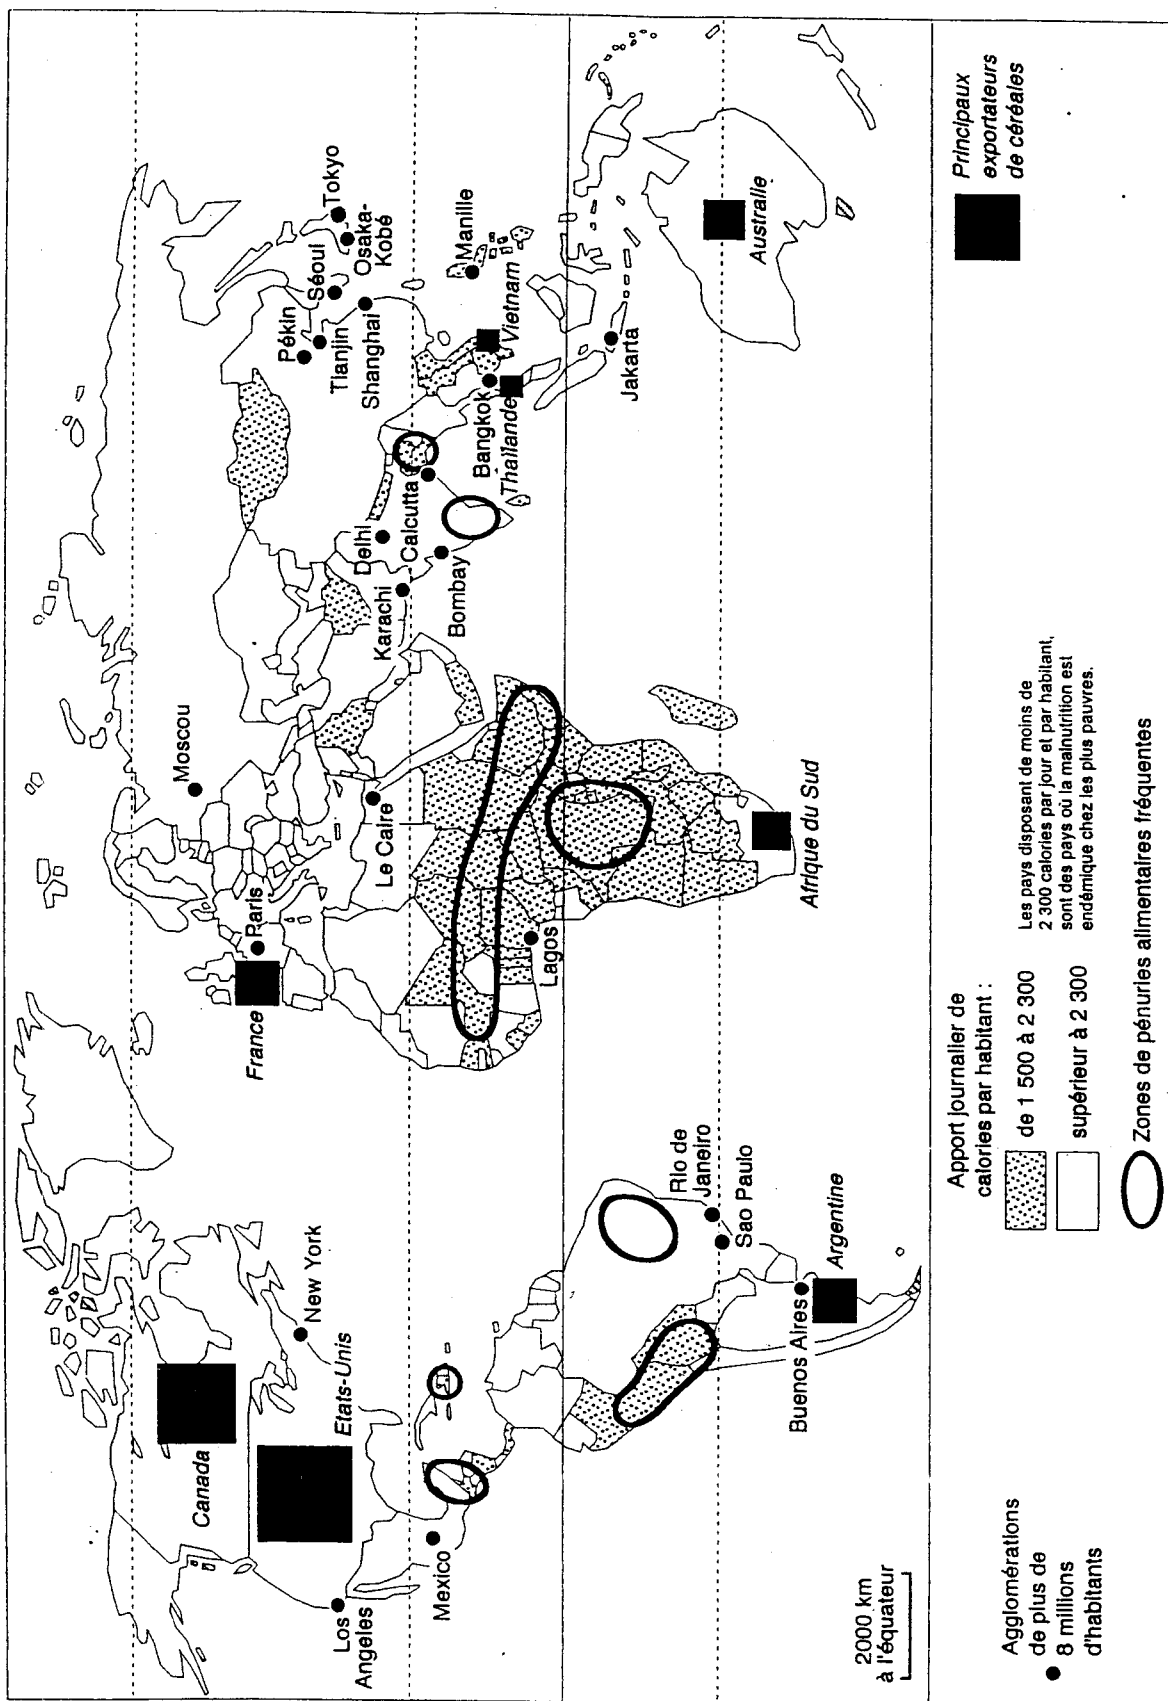 Canada
Etats-Unis
New York
Los
Angeles
Mexico
Rio de
Janeiro
Sao Paulo
Buenos Aires
Argentine
France
Paris
Moscou
Le Caire
Lagos
Afrique du Sud
Karachi
Delhi
Bombay
Calcutta
Bangkok
Thaïlande
Vietnam
Pékin
Tianjin
Shanghai
Séoul
Tokyo
Osaka-
Kobé
Manille
Jakarta
Australie
2000 km
à l'équateur
Agglomérations
de plus de
8 millions
d'habitants
Apport journalier de
calories par habitant :
de 1 500 à 2 300
supérieur à 2 300
Zones de pénuries alimentaires fréquentes
Les pays disposant de moins de
2 300 calories par jour et par habitant,
sont des pays où la malnutrition est
endémique chez les plus pauvres.
Principaux
exportateurs
de céréales